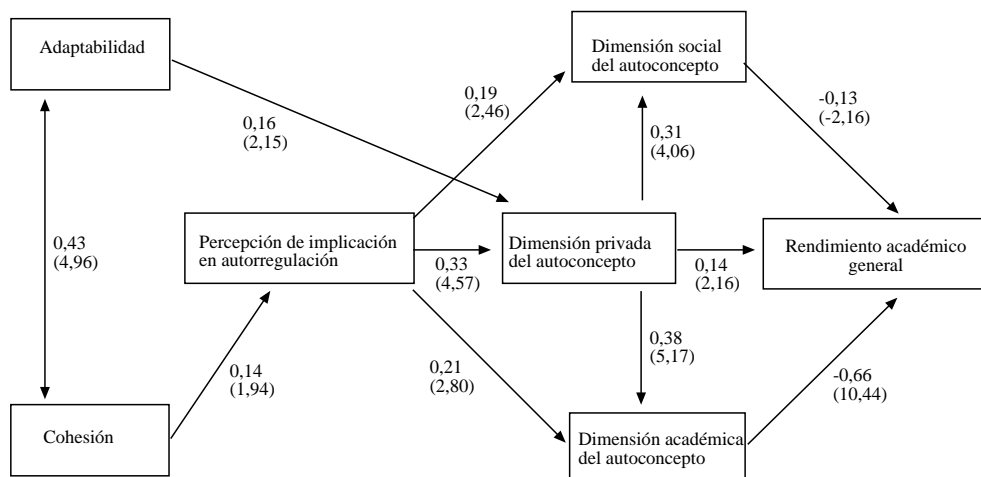 Adaptabilidad
Dimensión social
del autoconcepto
0,19
(2,46)
-0,13
(-2,16)
0,16
(2,15)
0,31
(4,06)
0,43
(4,96)
Percepción de implicación
en autorregulación
0,33
(4,57)
Dimensión privada
del autoconcepto
0,14
(2,16)
Rendimiento académico
general
0,14
(1,94)
0,21
(2,80)
0,38
(5,17)
-0,66
(10,44)
Cohesión
Dimensión académica
del autoconcepto